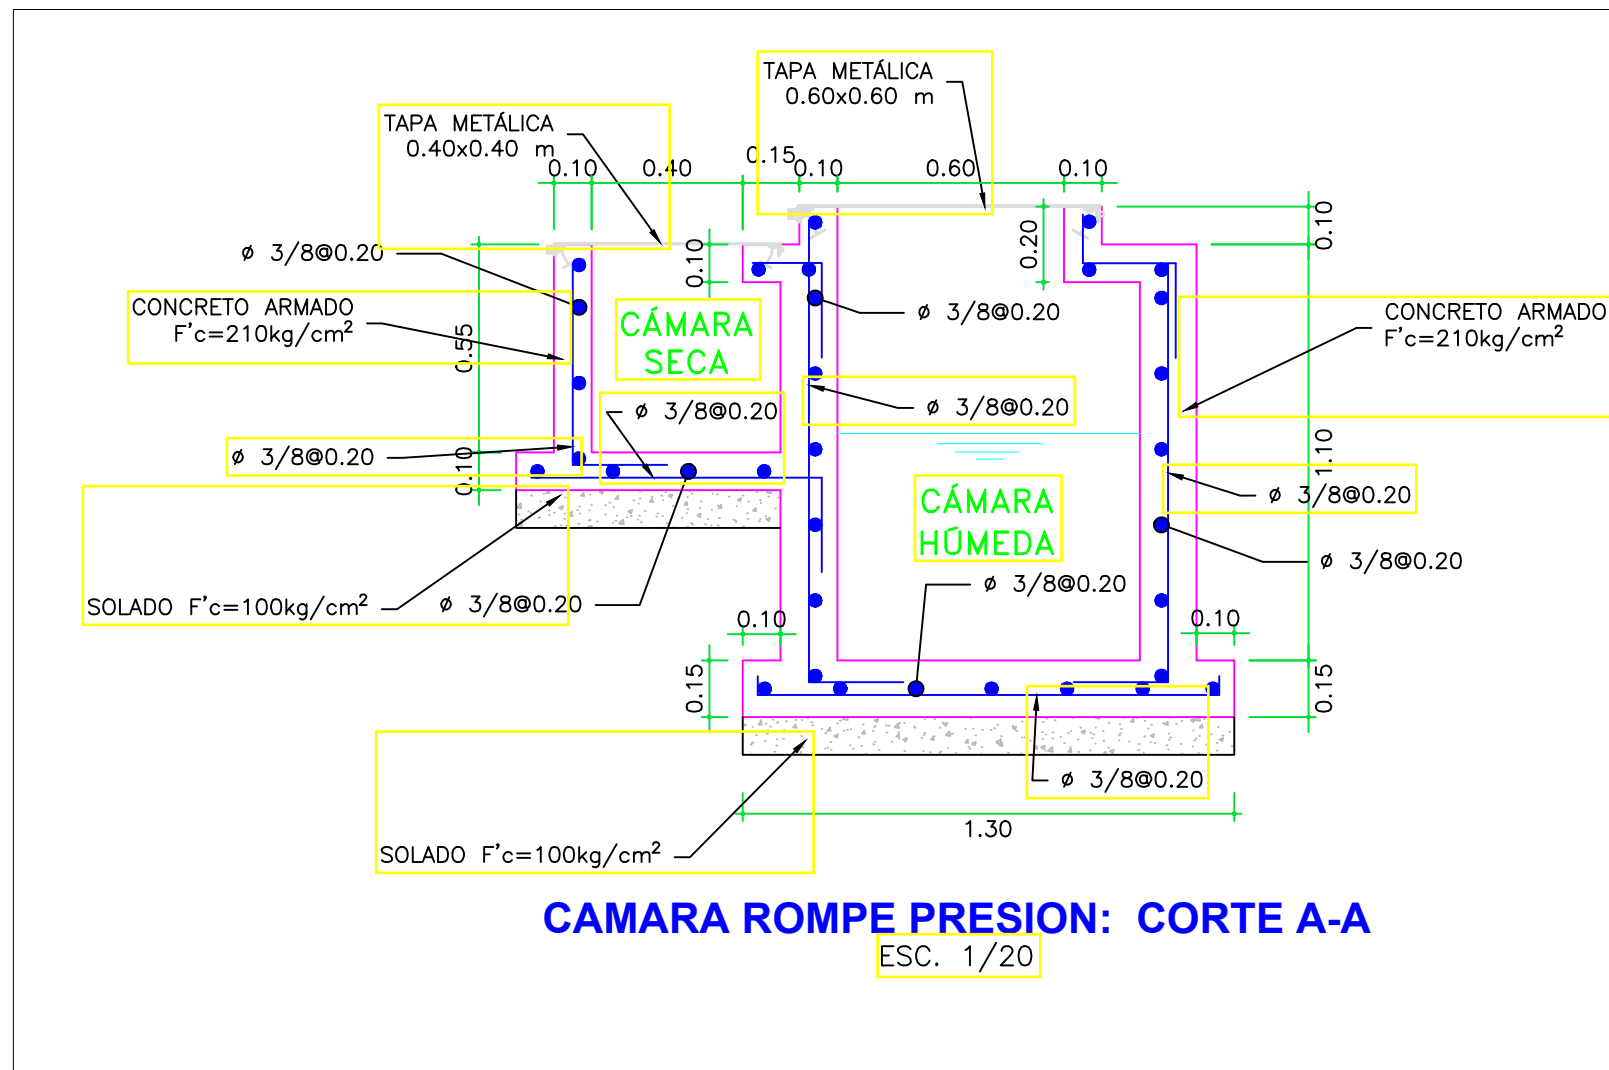 TAPA METÁLICA
0.60x0.60 m
TAPA METÁLICA
0.40x0.40 m
0.10
0.40
0.15
0.10
0.60
0.10
0.10
0.20
0.10
ø 3/8@0.20
CONCRETO ARMADO
F'c=210kg/cm²
0.55
CÁMARA
SECA
ø 3/8@0.20
CONCRETO ARMADO
F'c=210kg/cm²
ø 3/8@0.20
ø 3/8@0.20
ø 3/8@0.20
0.10
1.10
CÁMARA
HÚMEDA
ø 3/8@0.20
ø 3/8@0.20
SOLADO F'c=100kg/cm²
ø 3/8@0.20
ø 3/8@0.20
0.10
0.10
0.15
0.15
ø 3/8@0.20
1.30
SOLADO F'c=100kg/cm²
CAMARA ROMPE PRESION: CORTE A-A
ESC. 1/20